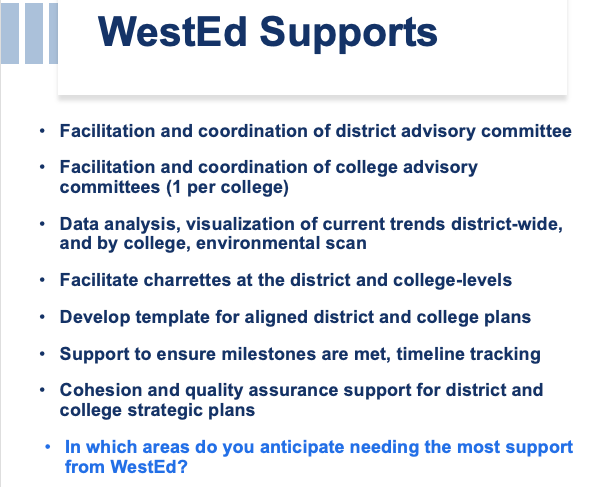 WestEd Supports
• Facilitation and coordination of district advisory committee
• Facilitation and coordination of college advisory
committees (1 per college)
• Data analysis, visualization of current trends district-wide,
and by college, environmental scan
• Facilitate charrettes at the district and college-levels
• Develop template for aligned district and college plans
• Support to ensure milestones are met, timeline tracking
• Cohesion and quality assurance support for district and
college strategic plans
• In which areas do you anticipate needing the most support
from WestEd?